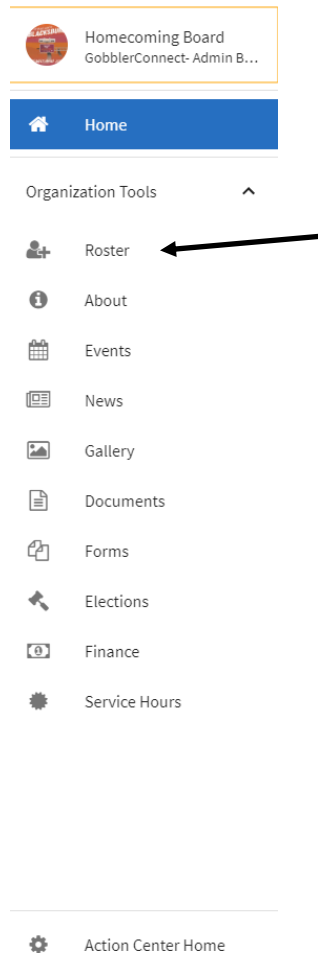 BLACKSBURG
Homecoming Board
GobblerConnect- Admin B...
Home
Organization Tools
Roster
About
Events
News
Gallery
Documents
Forms
Elections
Finance
Service Hours
Action Center Home